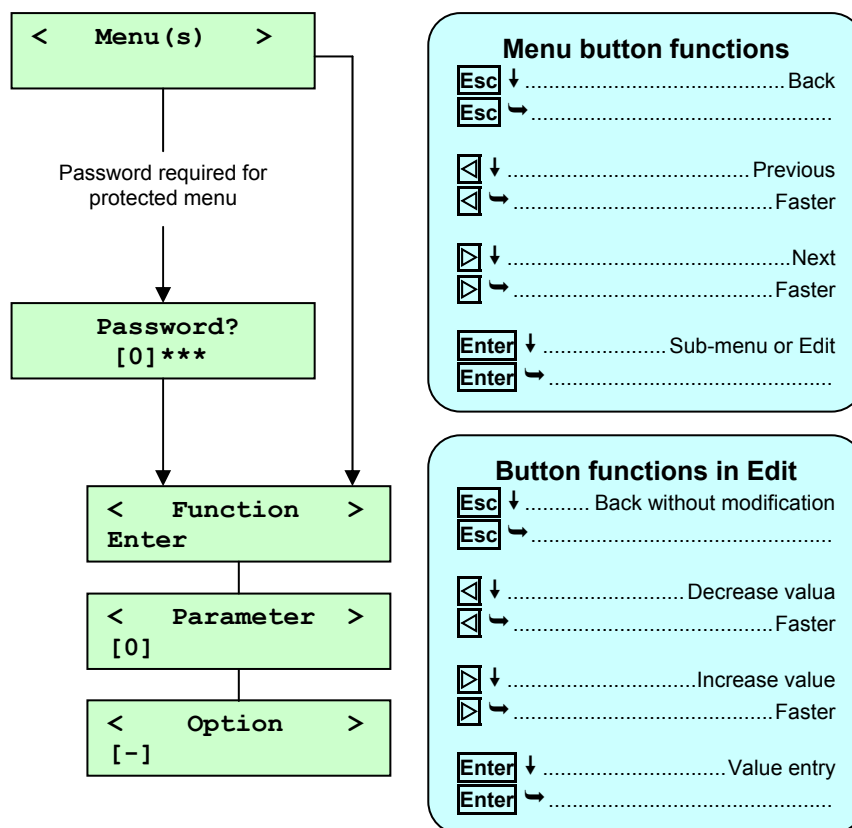 < Menu(s) >
Password required for
protected menu
Password?
[0]***
< Function >
Enter
< Parameter >
[0]
< Option >
[-]
Menu button functions
Esc ↓ ........................................ Back
Esc ➥ ................................................
◁ ↓ ..................................... Previous
◁ ➥ ....................................... Faster
▷ ↓ .......................................... Next
▷ ➥ ....................................... Faster
Enter ↓ ..................... Sub-menu or Edit
Enter ➥ .............................................
Button functions in Edit
Esc ↓ ........... Back without modification
Esc ➥ ................................................
◁ ↓ ............................. Decrease valua
◁ ➥ ....................................... Faster
▷ ↓ ............................. Increase value
▷ ➥ ....................................... Faster
Enter ↓ ............................... Value entry
Enter ➥ .............................................